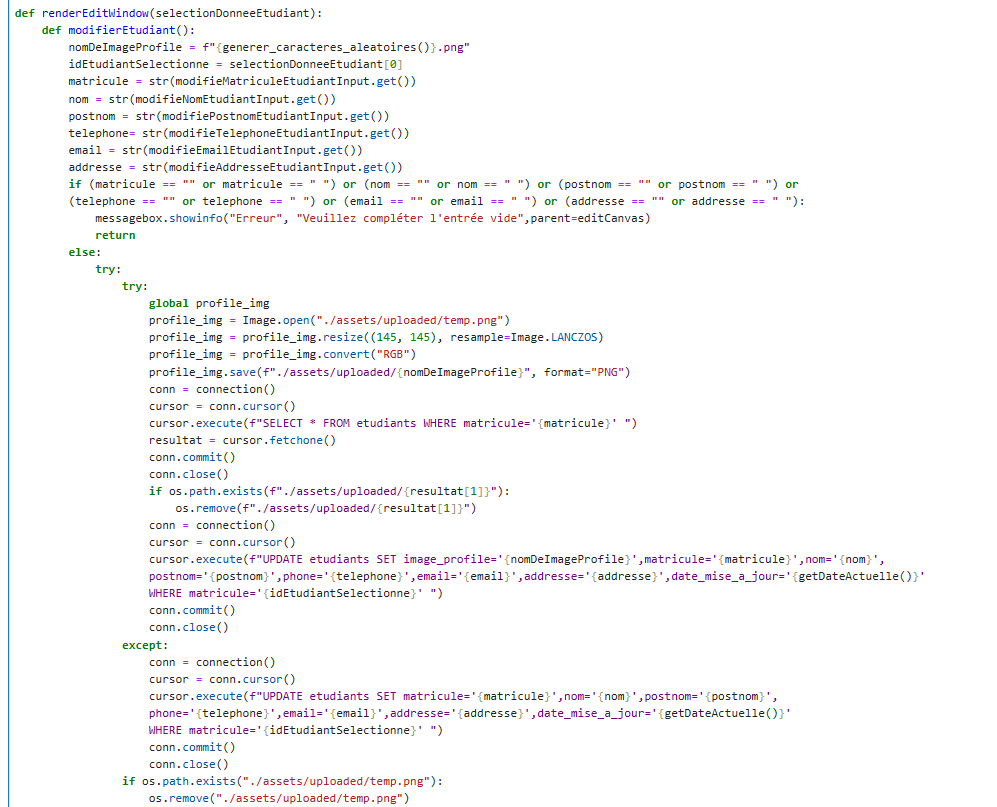 def renderEditWindow(selectionDonneeEtudiant):
    def modifierEtudiant():
        nomDeImageProfile = f"{generer_caracteres_aleatoires()}.png"
        idEtudiantSelectionne = selectionDonneeEtudiant[0]
        matricule = str(modifieMatriculeEtudiantInput.get())
        nom = str(modifieNomEtudiantInput.get())
        postnom = str(modifiePostnomEtudiantInput.get())
        telephone= str(modifieTelephoneEtudiantInput.get())
        email = str(modifieEmailEtudiantInput.get())
        addresse = str(modifieAddresseEtudiantInput.get())
        if (matricule == "" or matricule == " ") or (nom == "" or nom == " ") or (postnom == "" or postnom == " ") or
        (telephone == "" or telephone == " ") or (email == "" or email == " ") or (addresse == "" or addresse == " "):
            messagebox.showinfo("Erreur", "Veuillez compléter l'entrée vide",parent=editCanvas)
            return
        else:
            try:
                try:
                    global profile_img
                    profile_img = Image.open("./assets/uploaded/temp.png")
                    profile_img = profile_img.resize((145, 145), resample=Image.LANCZOS)
                    profile_img = profile_img.convert("RGB")
                    profile_img.save(f"./assets/uploaded/{nomDeImageProfile}", format="PNG")
                    conn = connection()
                    cursor = conn.cursor()
                    cursor.execute(f"SELECT * FROM etudiants WHERE matricule='{matricule}' ")
                    resultat = cursor.fetchone()
                    conn.commit()
                    conn.close()
                    if os.path.exists(f"./assets/uploaded/{resultat[1]}"):
                        os.remove(f"./assets/uploaded/{resultat[1]}")
                    conn = connection()
                    cursor = conn.cursor()
                    cursor.execute(f"UPDATE etudiants SET image_profile='{nomDeImageProfile}',matricule='{matricule}',nom='{nom}',
                    postnom='{postnom}',phone='{telephone}',email='{email}',addresse='{addresse}',date_mise_a_jour='{getDateActuelle()}'
                    WHERE matricule='{idEtudiantSelectionne}' ")
                    conn.commit()
                    conn.close()
                except:
                    conn = connection()
                    cursor = conn.cursor()
                    cursor.execute(f"UPDATE etudiants SET matricule='{matricule}',nom='{nom}',postnom='{postnom}',
                    phone='{telephone}',email='{email}',addresse='{addresse}',date_mise_a_jour='{getDateActuelle()}'
                    WHERE matricule='{idEtudiantSelectionne}' ")
                    conn.commit()
                    conn.close()
                if os.path.exists("./assets/uploaded/temp.png"):
                    os.remove("./assets/uploaded/temp.png")